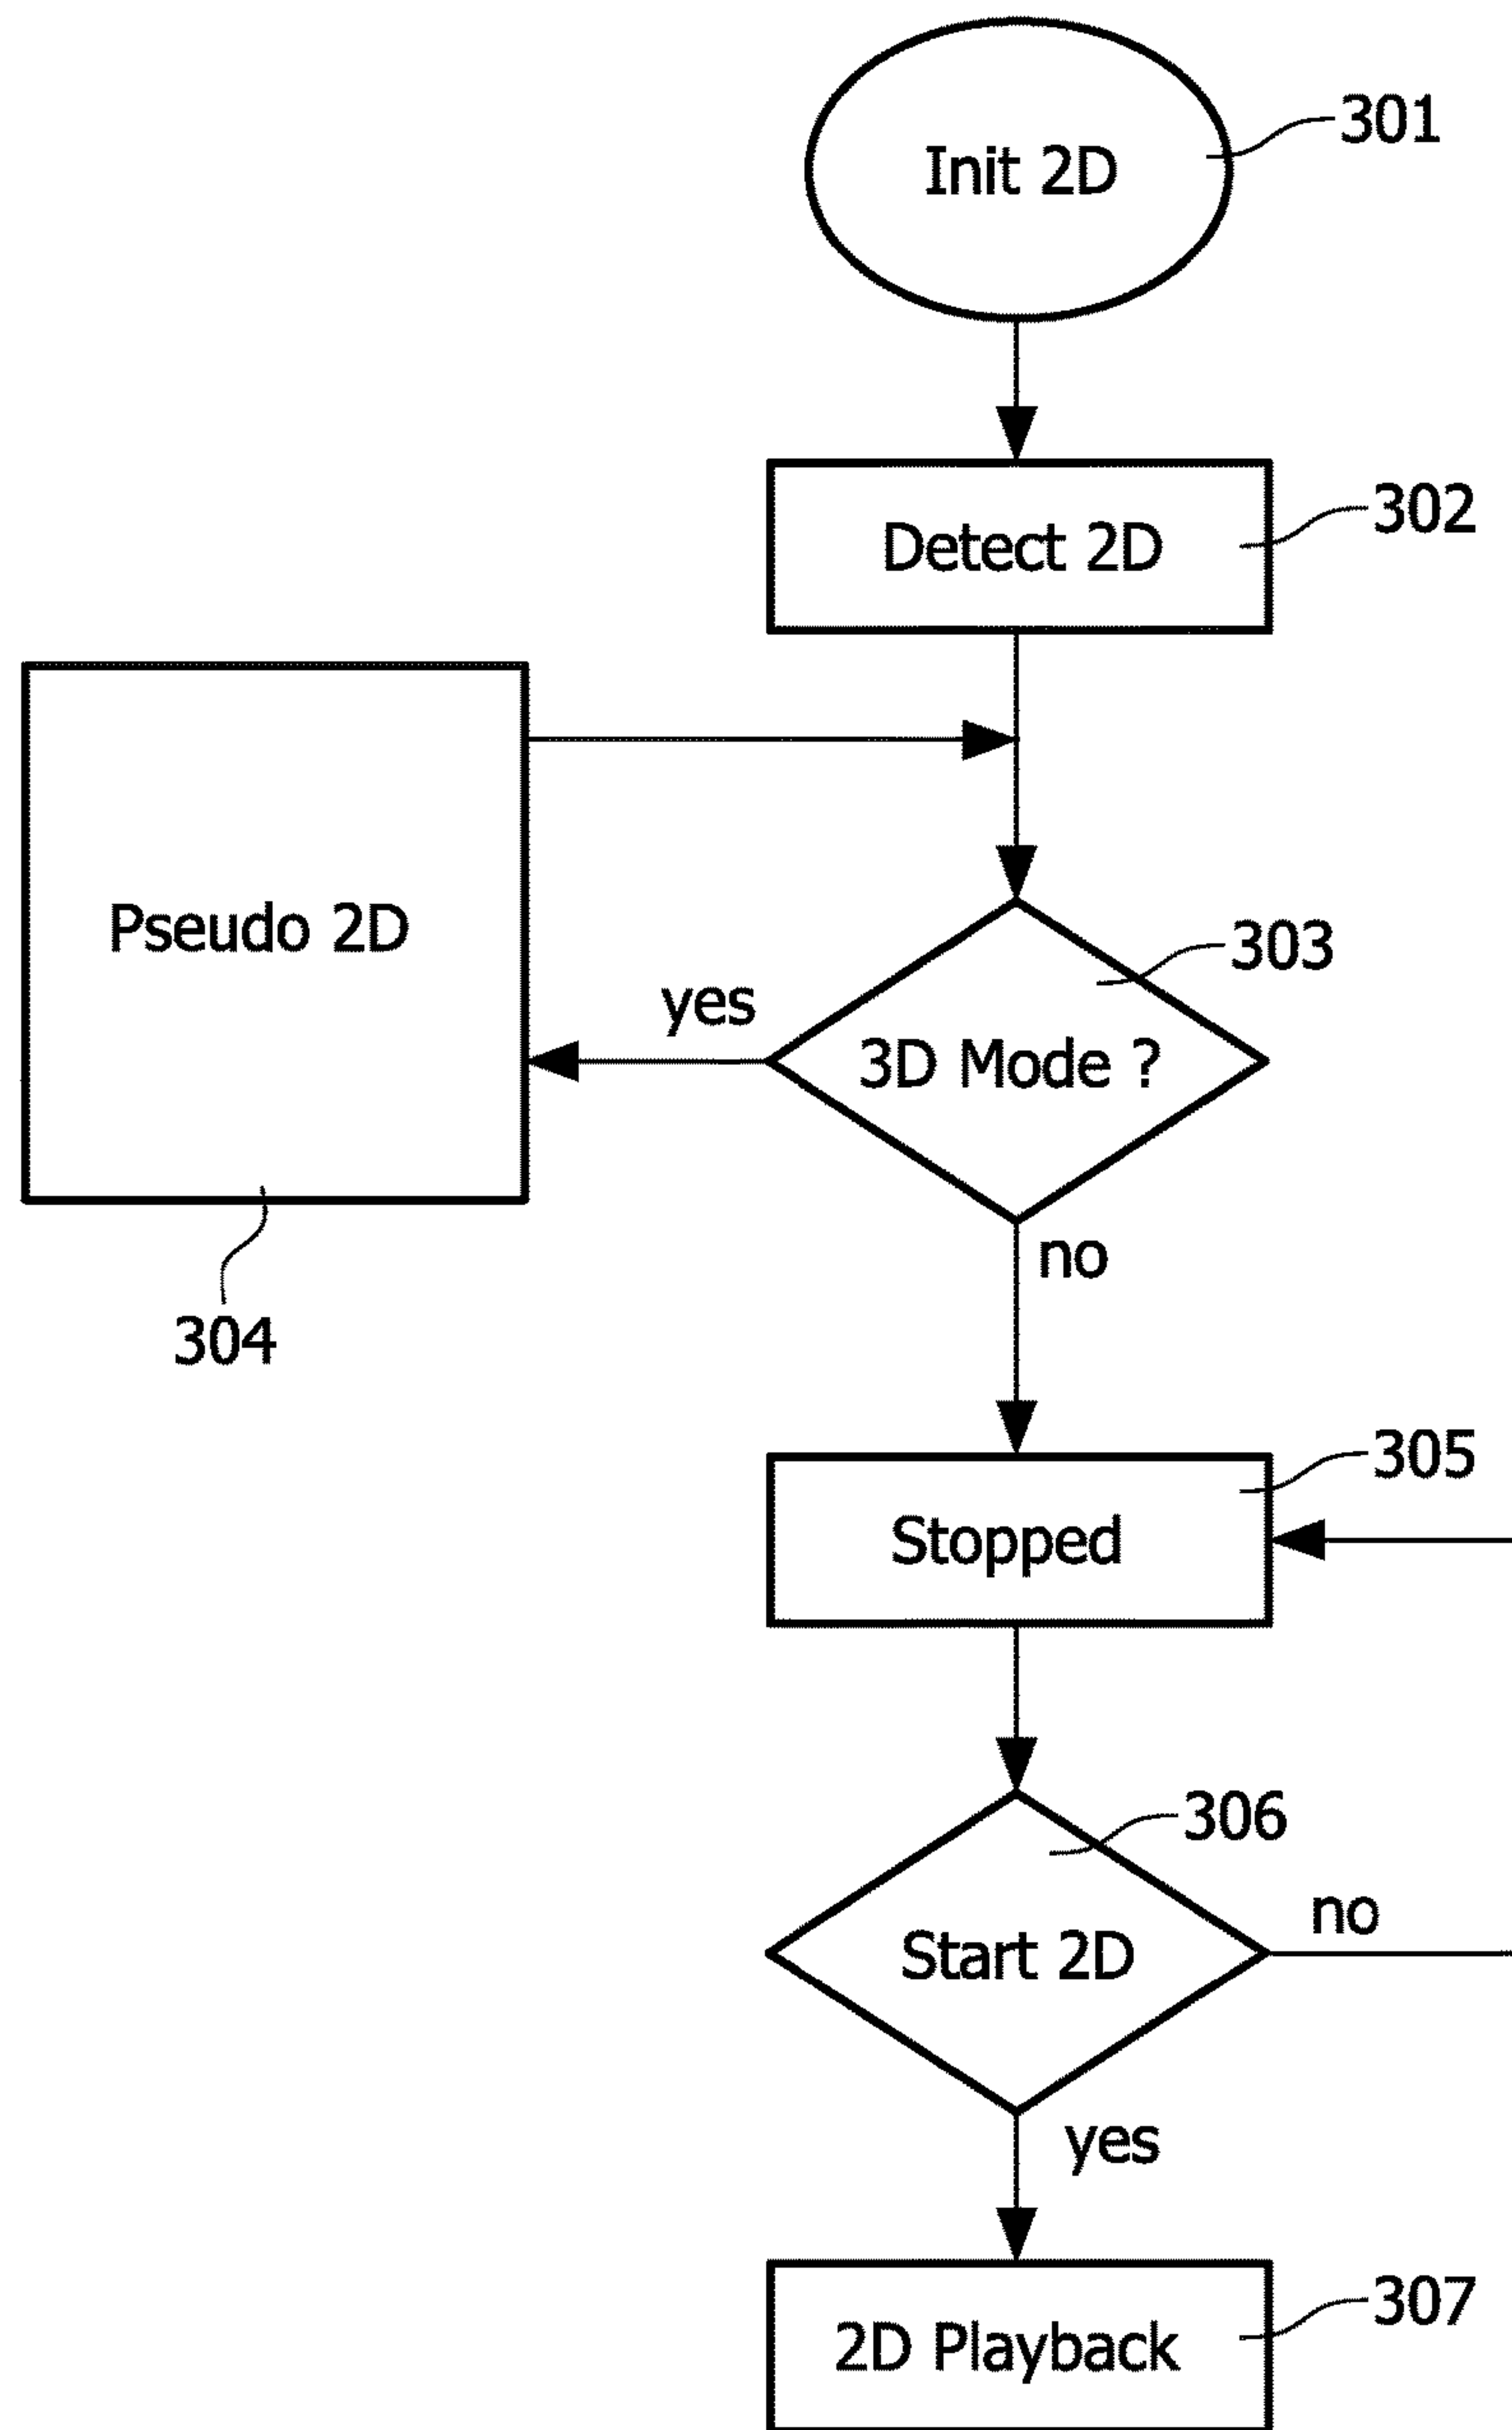 Init 2D
301
Detect 2D
302
Pseudo 2D
303
yes
3D Mode ?
no
304
305
Stopped
306
no
Start 2D
yes
307
2D Playback